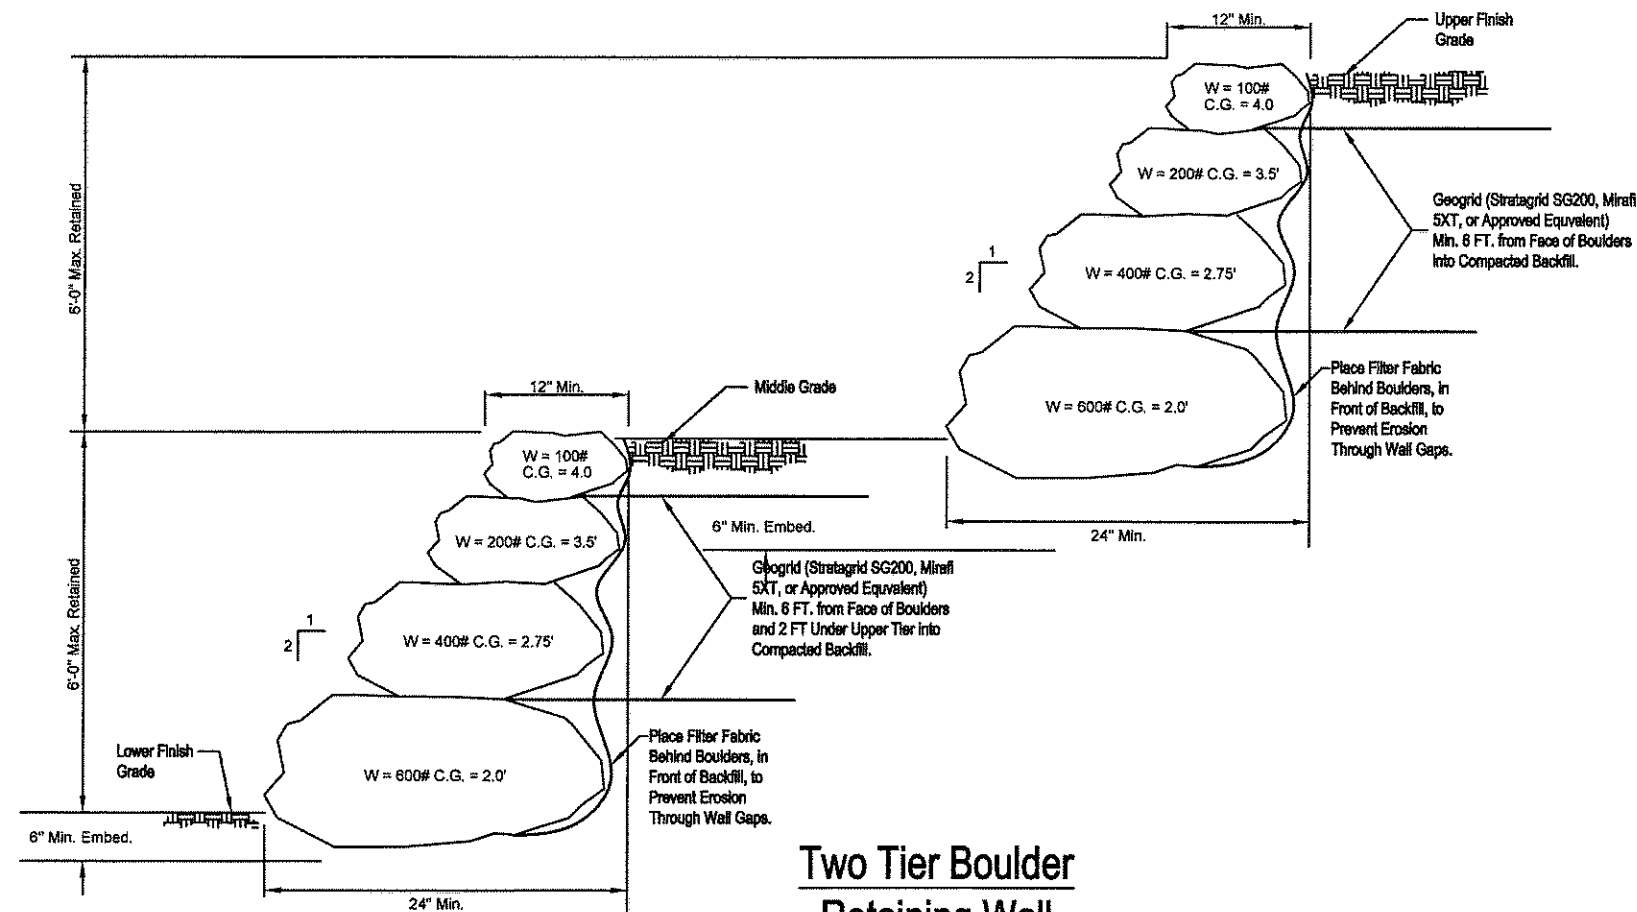 12" Min.
Upper Finish
Grade
W = 100#
C.G. = 4.0
W = 200# C.G. = 3.5'
6'-0" Max. Retained
Geogrid (Stratagrid SG200, Mirafi
5XT, or Approved Equvalent)
Min. 6 FT. from Face of Boulders
into Compacted Backfill.
1
2
W = 400# C.G. = 2.75'
Place Filter Fabric
Behind Boulders, in
Front of Backfill, to
Prevent Erosion
Through Wall Gaps.
W = 600# C.G. = 2.0'
24" Min.
12" Min.
Middle Grade
W = 100#
C.G. = 4.0
W = 200# C.G. = 3.5'
6" Min. Embed.
6'-0" Max. Retained
Geogrid (Stratagrid SG200, Mirafi
5XT, or Approved Equvalent)
Min. 6 FT. from Face of Boulders
and 2 FT Under Upper Tier into
Compacted Backfill.
1
2
W = 400# C.G. = 2.75'
Place Filter Fabric
Behind Boulders, in
Front of Backfill, to
Prevent Erosion
Through Wall Gaps.
Lower Finish
Grade
W = 600# C.G. = 2.0'
6" Min. Embed.
24" Min.
Two Tier Boulder
Retaining Wall